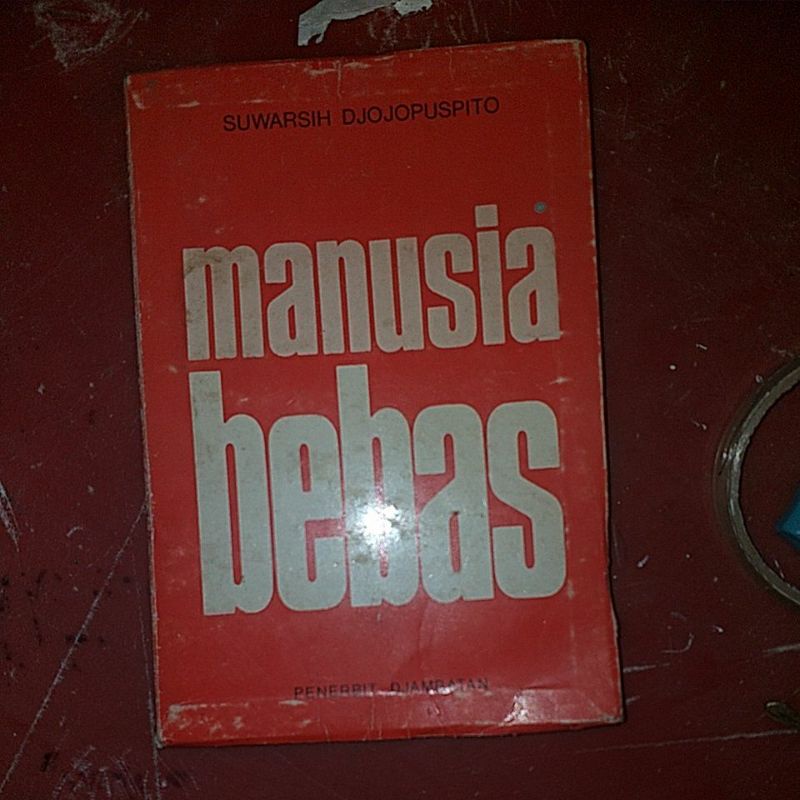 SUWARSIH DJOJOPUSPITO
manusia
bebas
PENERBIT DJAMBATAN